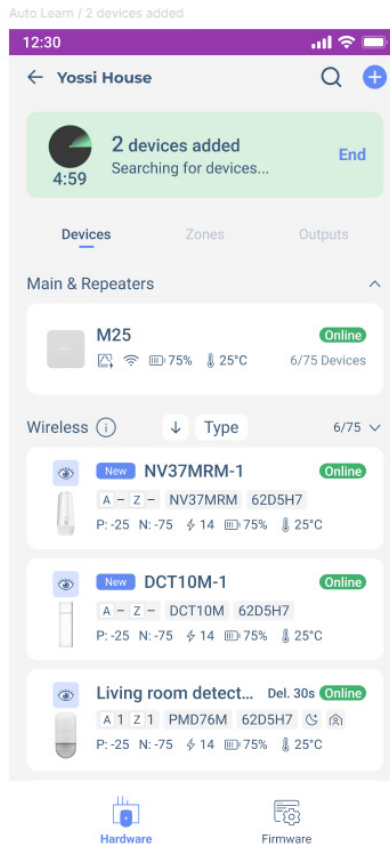 Auto Learn / 2 devices added
12:30
Yossi House
2 devices added
Searching for devices...
End
4:59
Devices Zones Outputs
Main & Repeaters
M25 Online
75% 25°C 6/75 Devices
Wireless Type 6/75
New NV37MRM-1 Online
A – Z – NV37MRM 62D5H7
P: -25 N: -75 14 75% 25°C
New DCT10M-1 Online
A – Z – DCT10M 62D5H7
P: -25 N: -75 14 75% 25°C
Living room detect... Del. 30s Online
A 1 Z 1 PMD76M 62D5H7
P: -25 N: -75 14 75% 25°C
Hardware Firmware